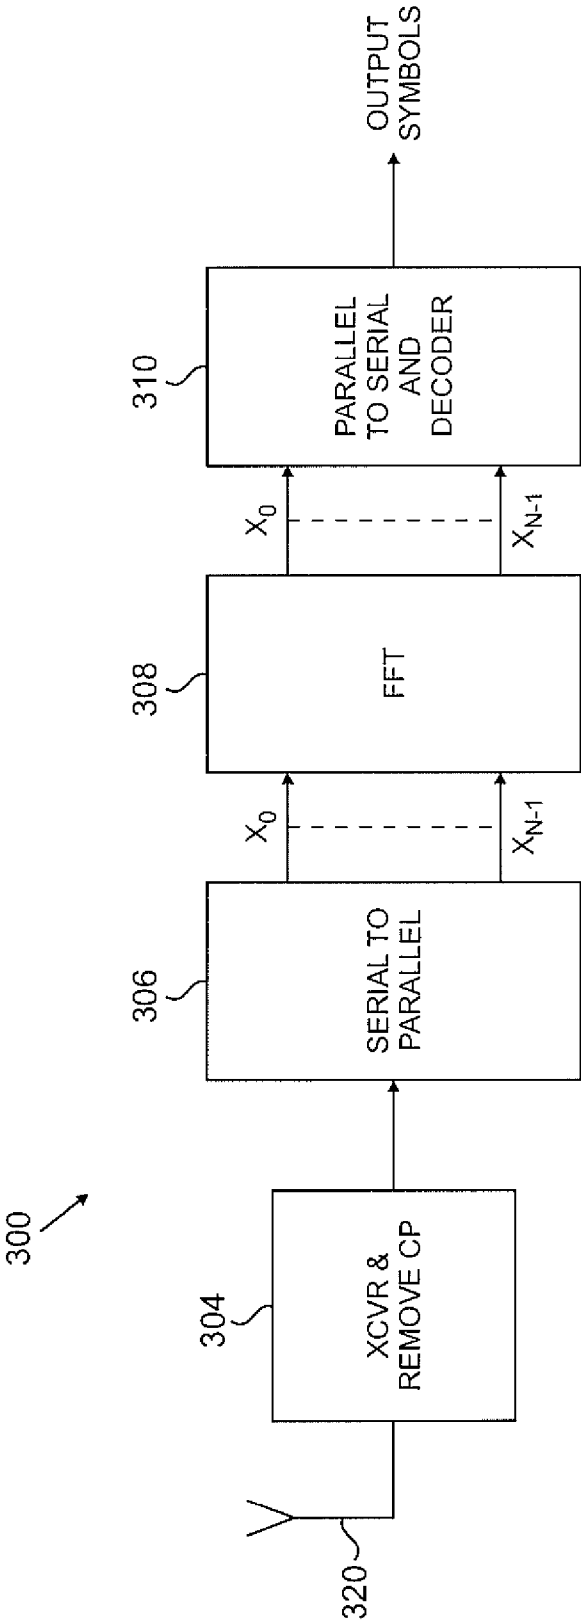 300
320
304
XCVR &
REMOVE CP
306
SERIAL TO
PARALLEL
X0
XN-1
308
FFT
X0
XN-1
310
PARALLEL
TO SERIAL
AND
DECODER
OUTPUT
SYMBOLS